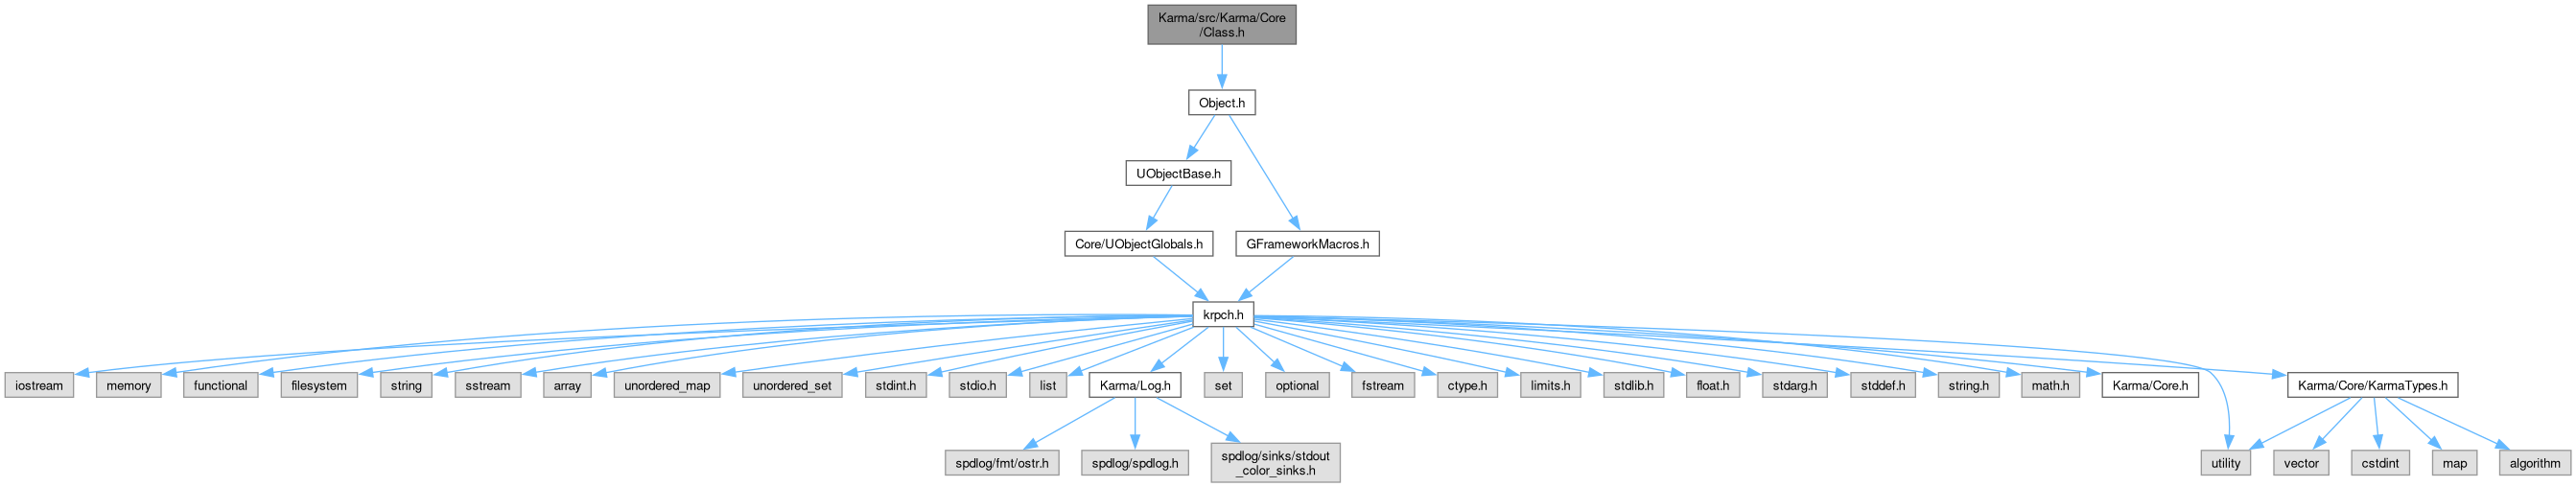 Karma/src/Karma/Core
/Class.h
Object.h
UObjectBase.h
Core/UObjectGlobals.h
GFrameworkMacros.h
krpch.h
iostream
memory
functional
filesystem
string
sstream
array
unordered_map
unordered_set
stdint.h
stdio.h
list
Karma/Log.h
set
optional
fstream
ctype.h
limits.h
stdlib.h
float.h
stdarg.h
stddef.h
string.h
math.h
Karma/Core.h
Karma/Core/KarmaTypes.h
spdlog/fmt/ostr.h
spdlog/spdlog.h
spdlog/sinks/stdout
_color_sinks.h
utility
vector
cstdint
map
algorithm